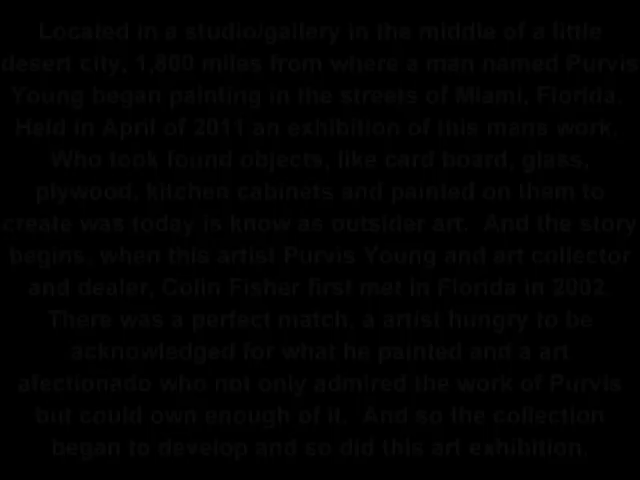 Located in a studio/gallery in the middle of a little
desert city, 1,800 miles from where a man named Purvis
Young began painting in the streets of Miami, Florida.
Held in April of 2011 an exhibition of this mans work.
Who took found objects, like card board, glass,
plywood, kitchen cabinets and painted on them to
create was today is know as outsider art.  And the story
begins, when this artist Purvis Young and art collector
and dealer, Colin Fisher first met in Florida in 2002.
There was a perfect match, a artist hungry to be
acknowledged for what he painted and a art
afectionado who not only admired the work of Purvis
but could own enough of it.  And so the collection
began to develop and so did this art exhibition.